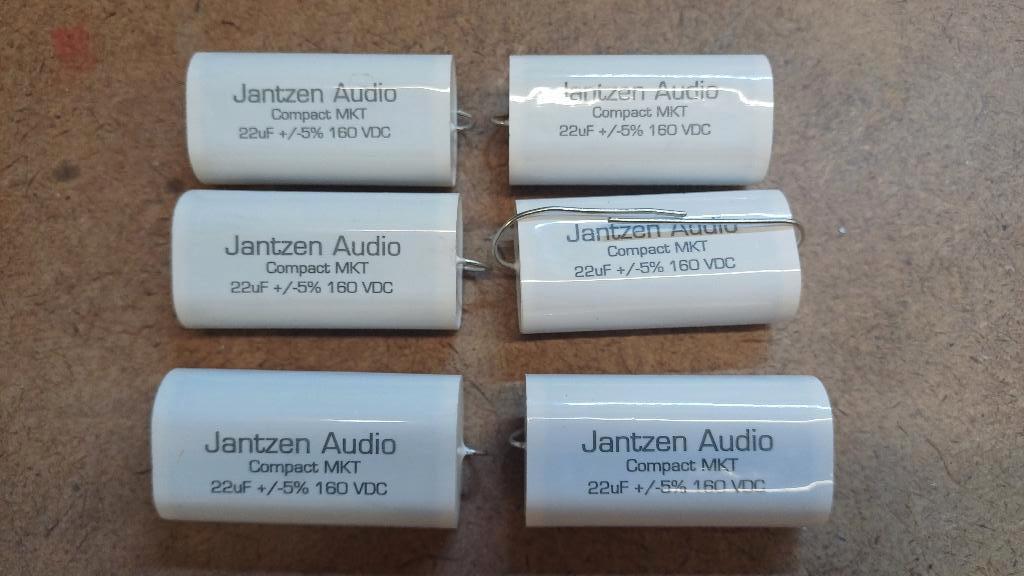 Jantzen Audio
Compact MKT
22uF +/-5% 160 VDC
Jantzen Audio
Compact MKT
22uF +/-5% 160 VDC
Jantzen Audio
Compact MKT
22uF +/-5% 160 VDC
Jantzen Audio
Compact MKT
22uF +/-5% 160 VDC
Jantzen Audio
Compact MKT
22uF +/-5% 160 VDC
Jantzen Audio
Compact MKT
22uF +/-5% 160 VDC